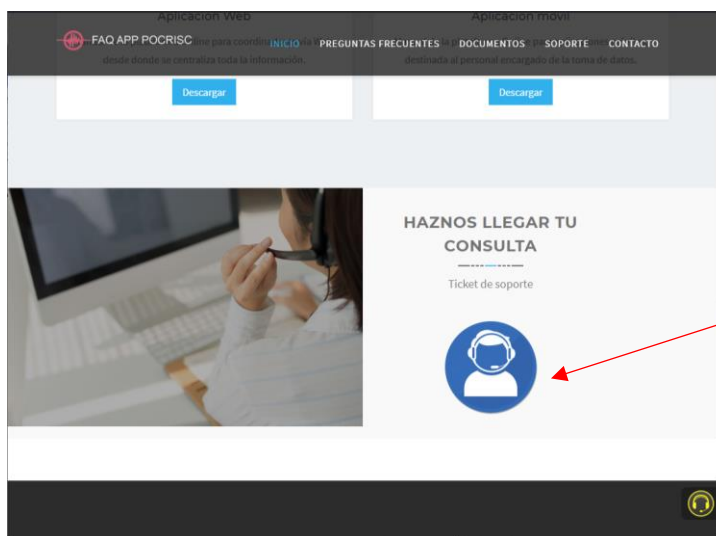 Aplicación Web
Aplicación móvil
FAQ APP POCRISC
INICIO
PREGUNTAS FRECUENTES
DOCUMENTOS
SOPORTE
CONTACTO
desde donde se centraliza toda la información.
destinada al personal encargado de la toma de datos.
Descargar
Descargar
HAZNOS LLEGAR TU
CONSULTA
Ticket de soporte